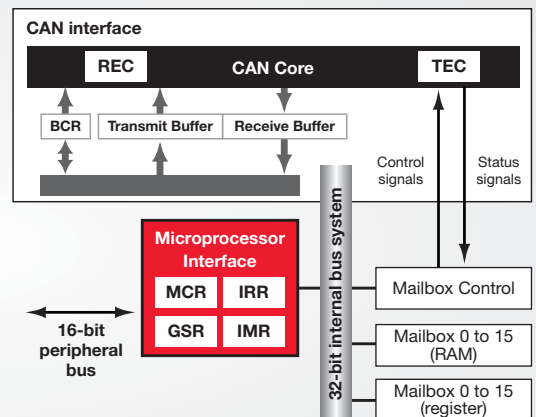 CAN interface
REC
CAN Core
TEC
BCR
Transmit Buffer
Receive Buffer
Control
signals
Status
signals
Microprocessor
Interface
MCR
IRR
GSR
IMR
16-bit
peripheral
bus
32-bit internal bus system
Mailbox Control
Mailbox 0 to 15
(RAM)
Mailbox 0 to 15
(register)